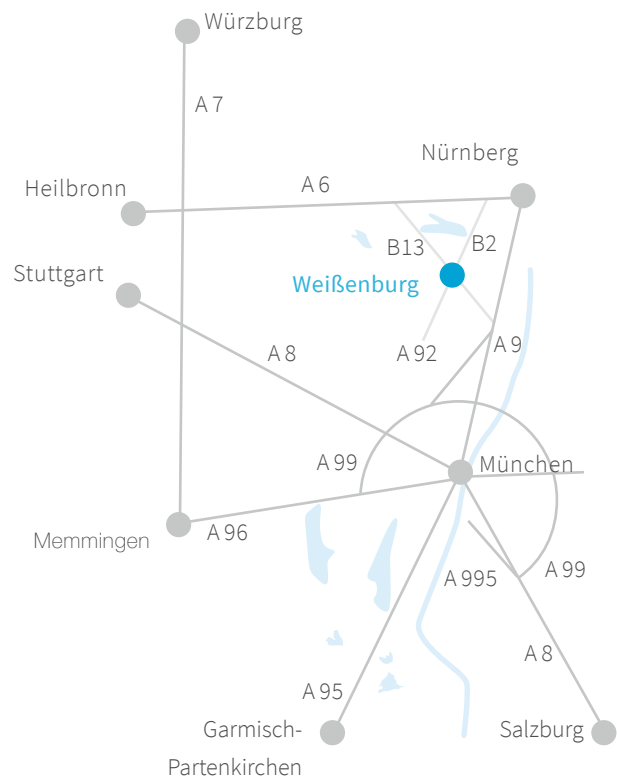 Würzburg
A 7
Nürnberg
A 6
Heilbronn
B13
B2
Stuttgart
Weißenburg
A 8
A 92
A 9
A 99
München
A 96
Memmingen
A 995
A 99
A 8
A 95
Garmisch-
Partenkirchen
Salzburg